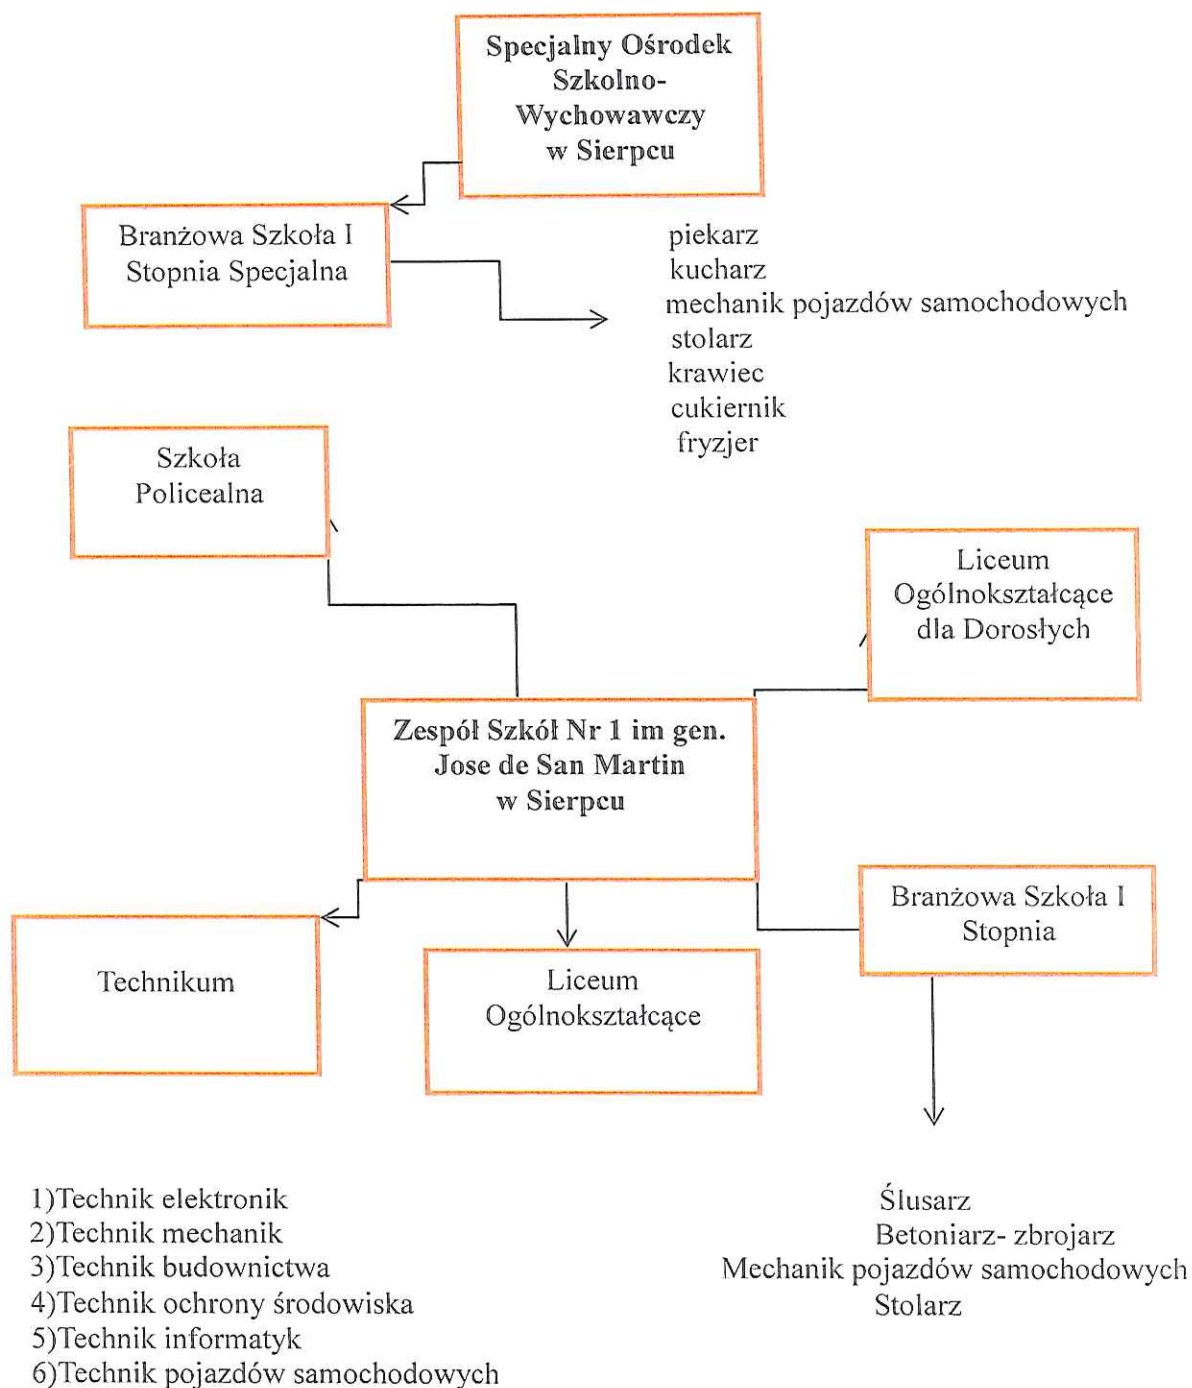 Specjalny Ośrodek
Szkolno-
Wychowawczy
w Sierpcu
Branżowa Szkoła I
Stopnia Specjalna
piekarz
kucharz
mechanik pojazdów samochodowych
stolarz
krawiec
cukiernik
fryzjer
Szkoła
Policealna
Liceum
Ogólnokształcące
dla Dorosłych
Zespół Szkół Nr 1 im gen.
Jose de San Martin
w Sierpcu
Branżowa Szkoła I
Stopnia
Technikum
Liceum
Ogólnokształcące
1)Technik elektronik
2)Technik mechanik
3)Technik budownictwa
4)Technik ochrony środowiska
5)Technik informatyk
6)Technik pojazdów samochodowych
Ślusarz
Betoniarz- zbrojarz
Mechanik pojazdów samochodowych
Stolarz